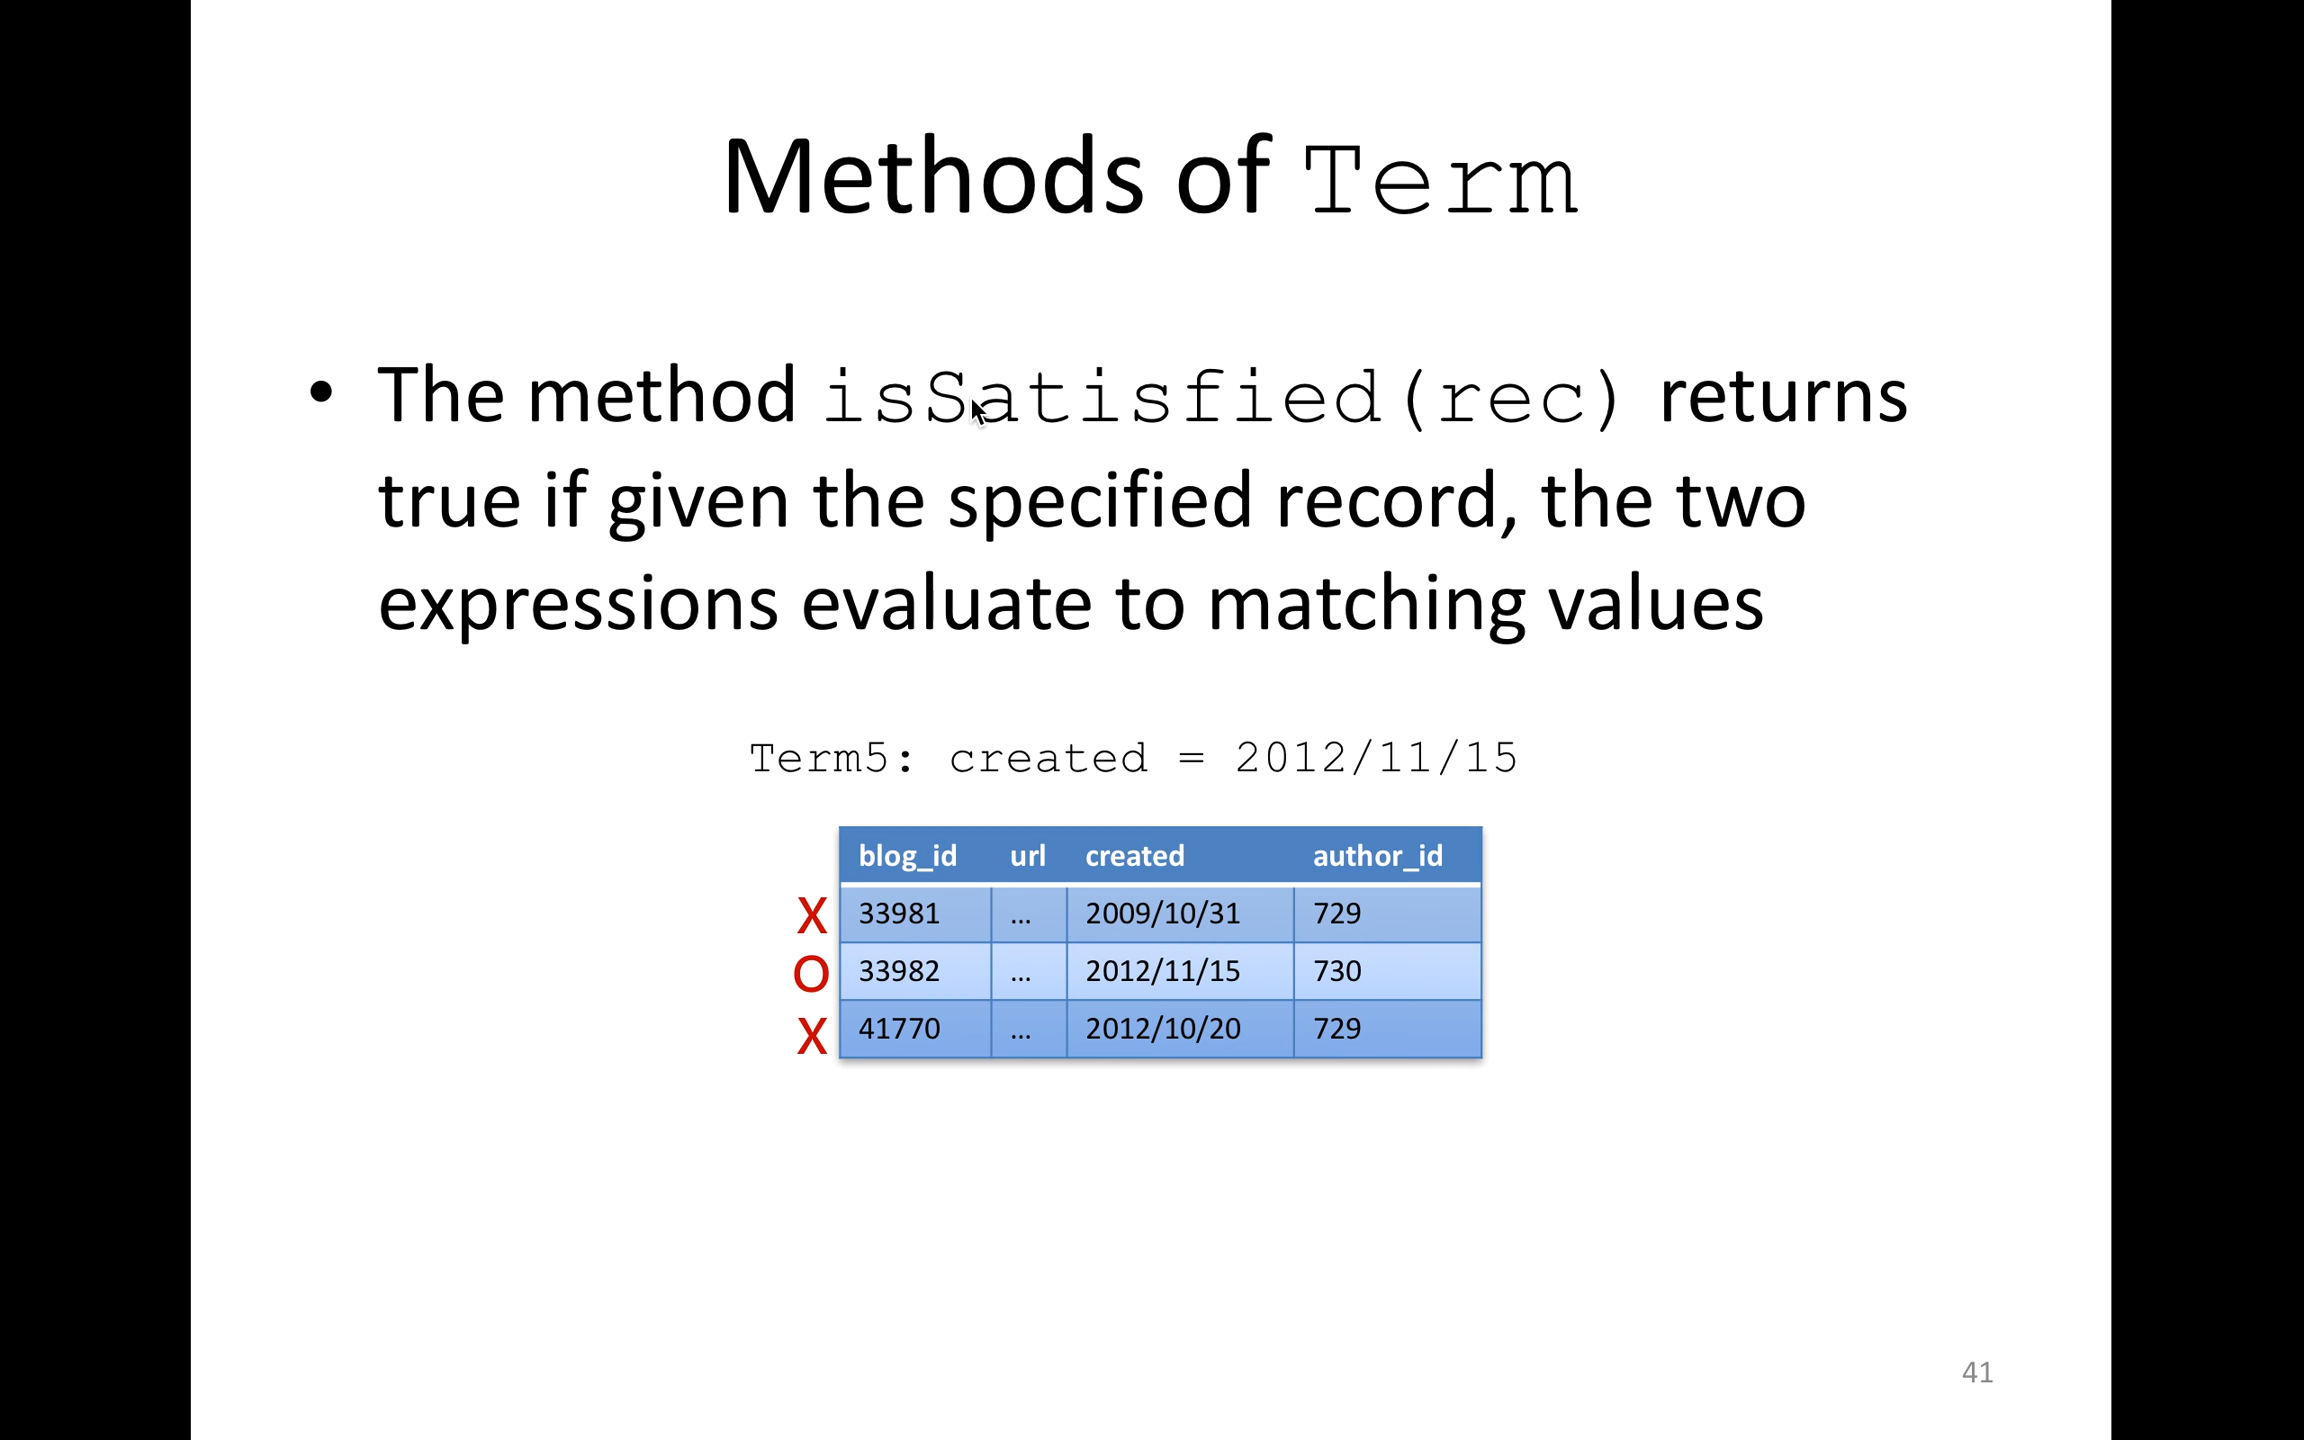 Methods of Term
• The method isSatisfied(rec) returns
true if given the specified record, the two
expressions evaluate to matching values
Term5: created = 2012/11/15
blog_id url created author_id
X 33981 ... 2009/10/31 729
O 33982 ... 2012/11/15 730
X 41770 ... 2012/10/20 729
41